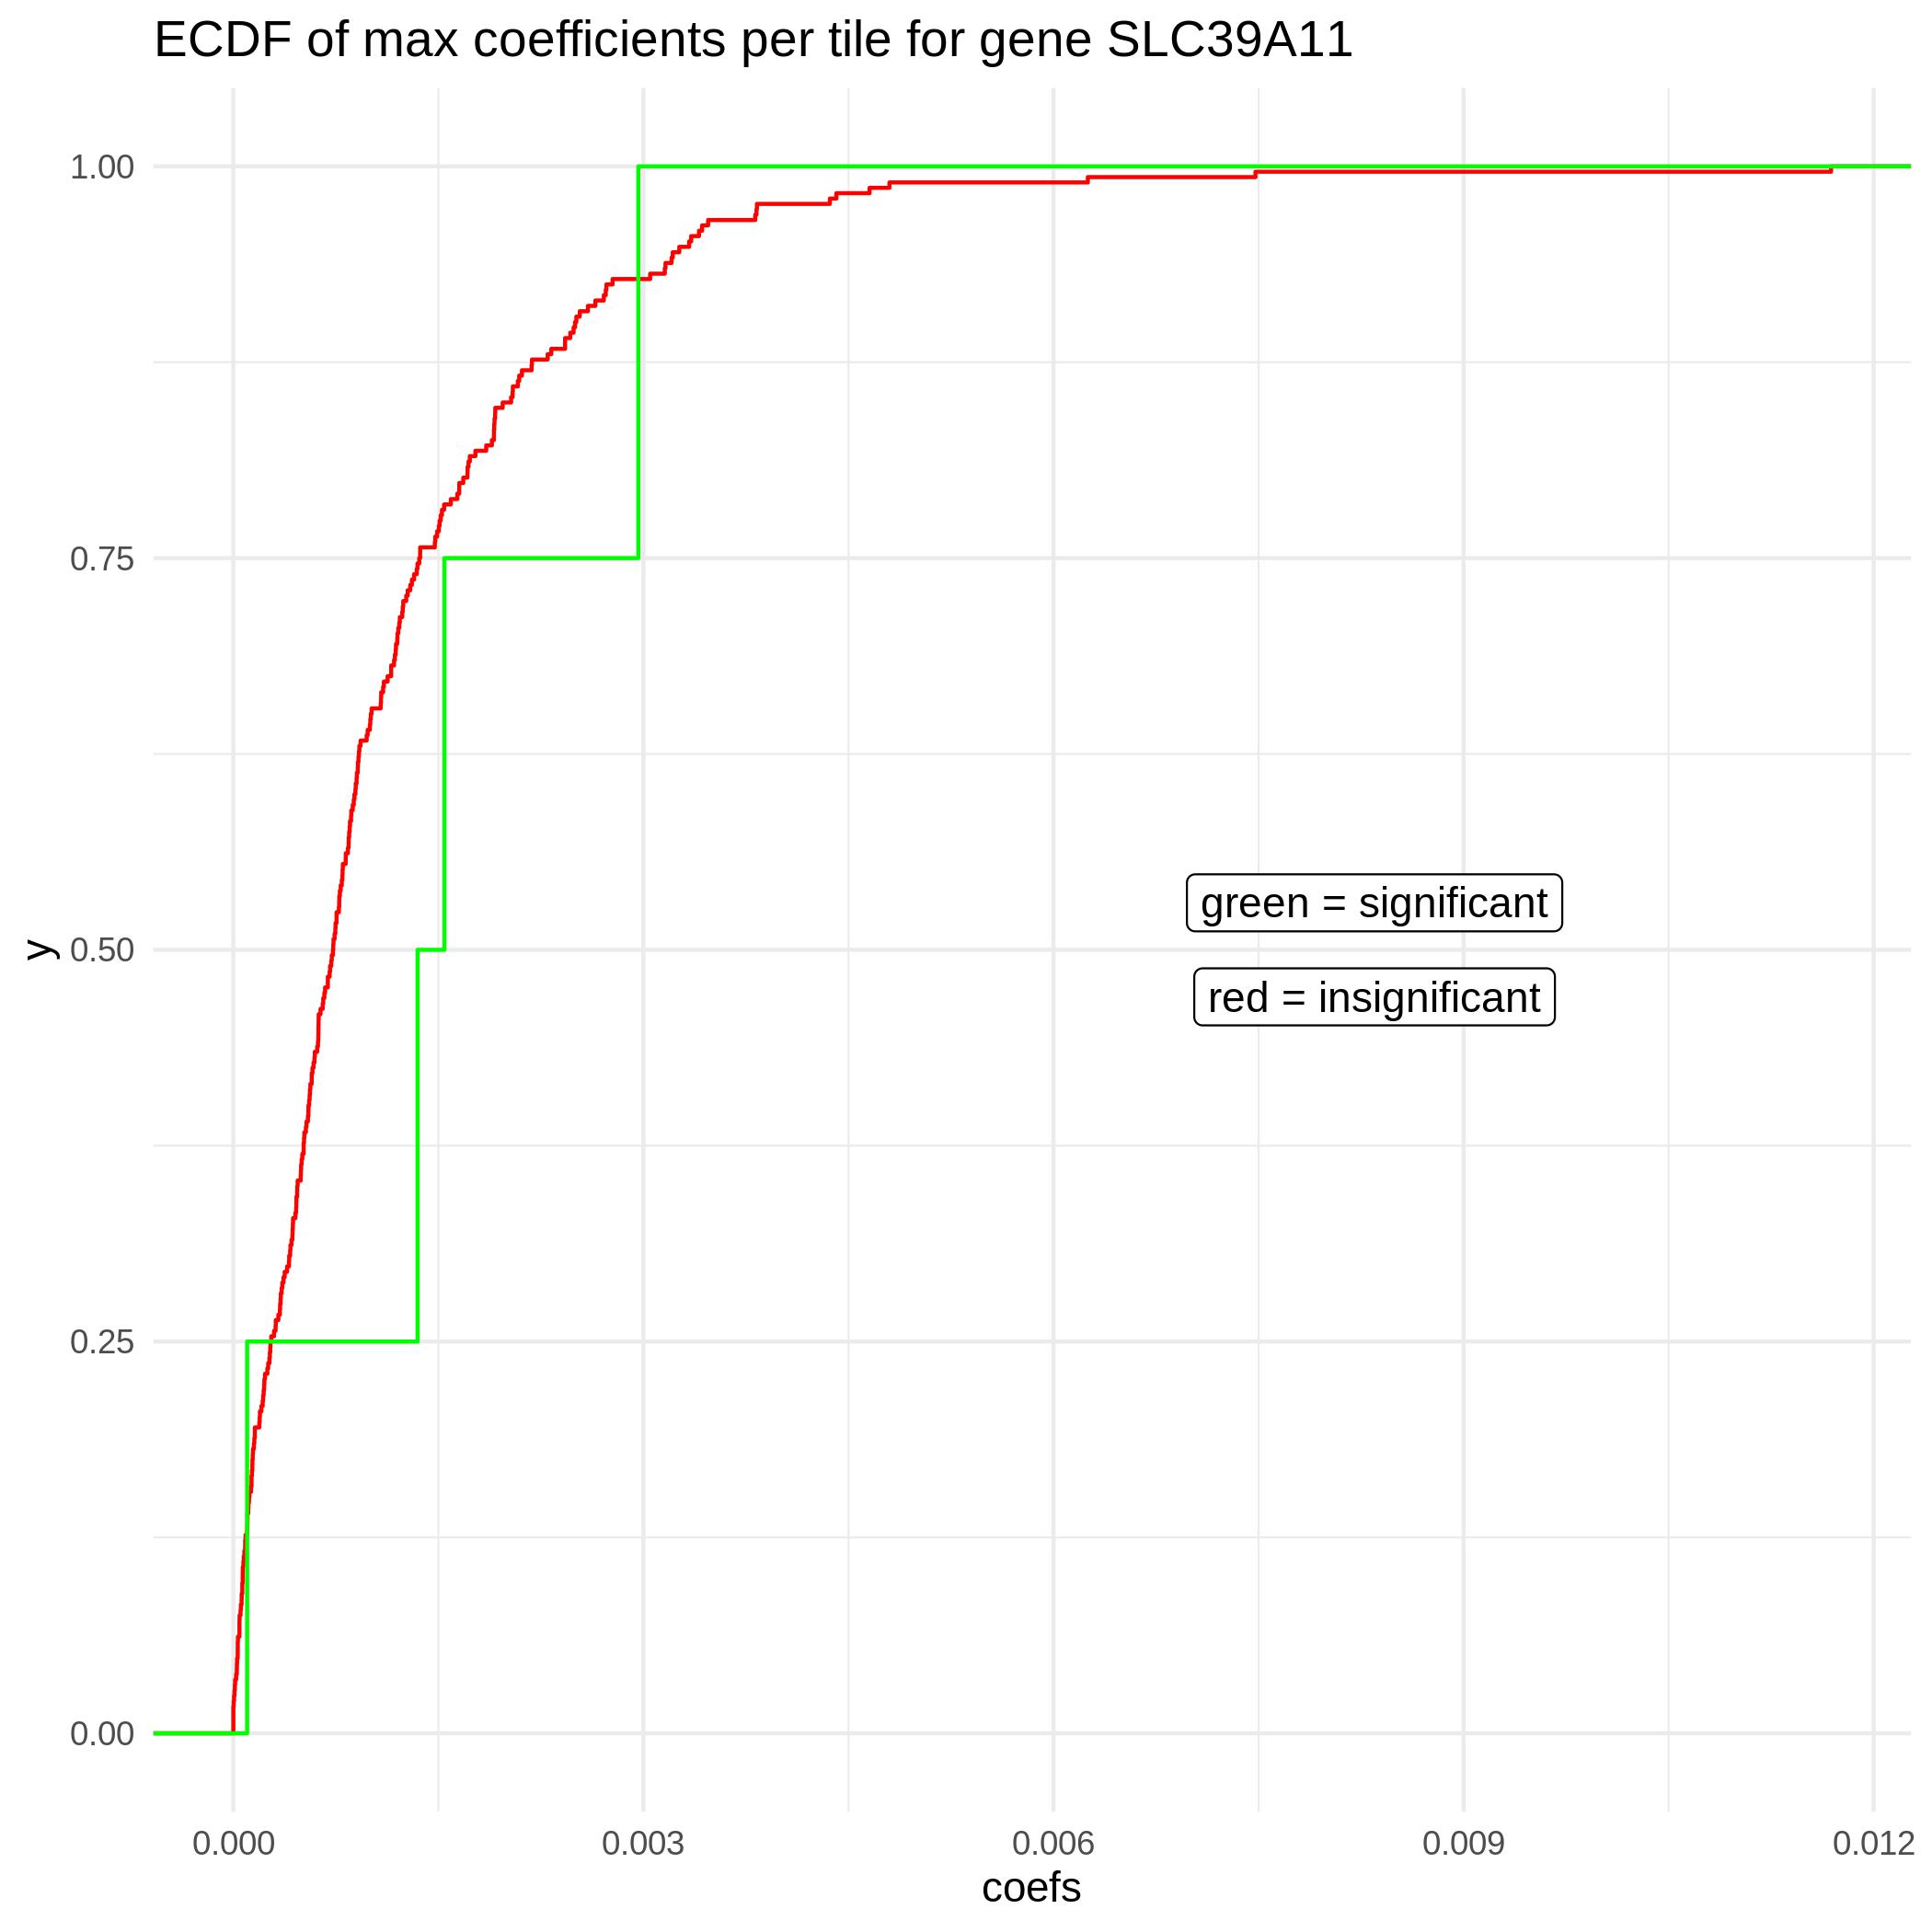 ECDF of max coefficients per tile for gene SLC39A11
1.00
0.75
0.50
0.25
0.00
y
green = significant
red = insignificant
0.000 0.003 0.006 0.009 0.012
coefs